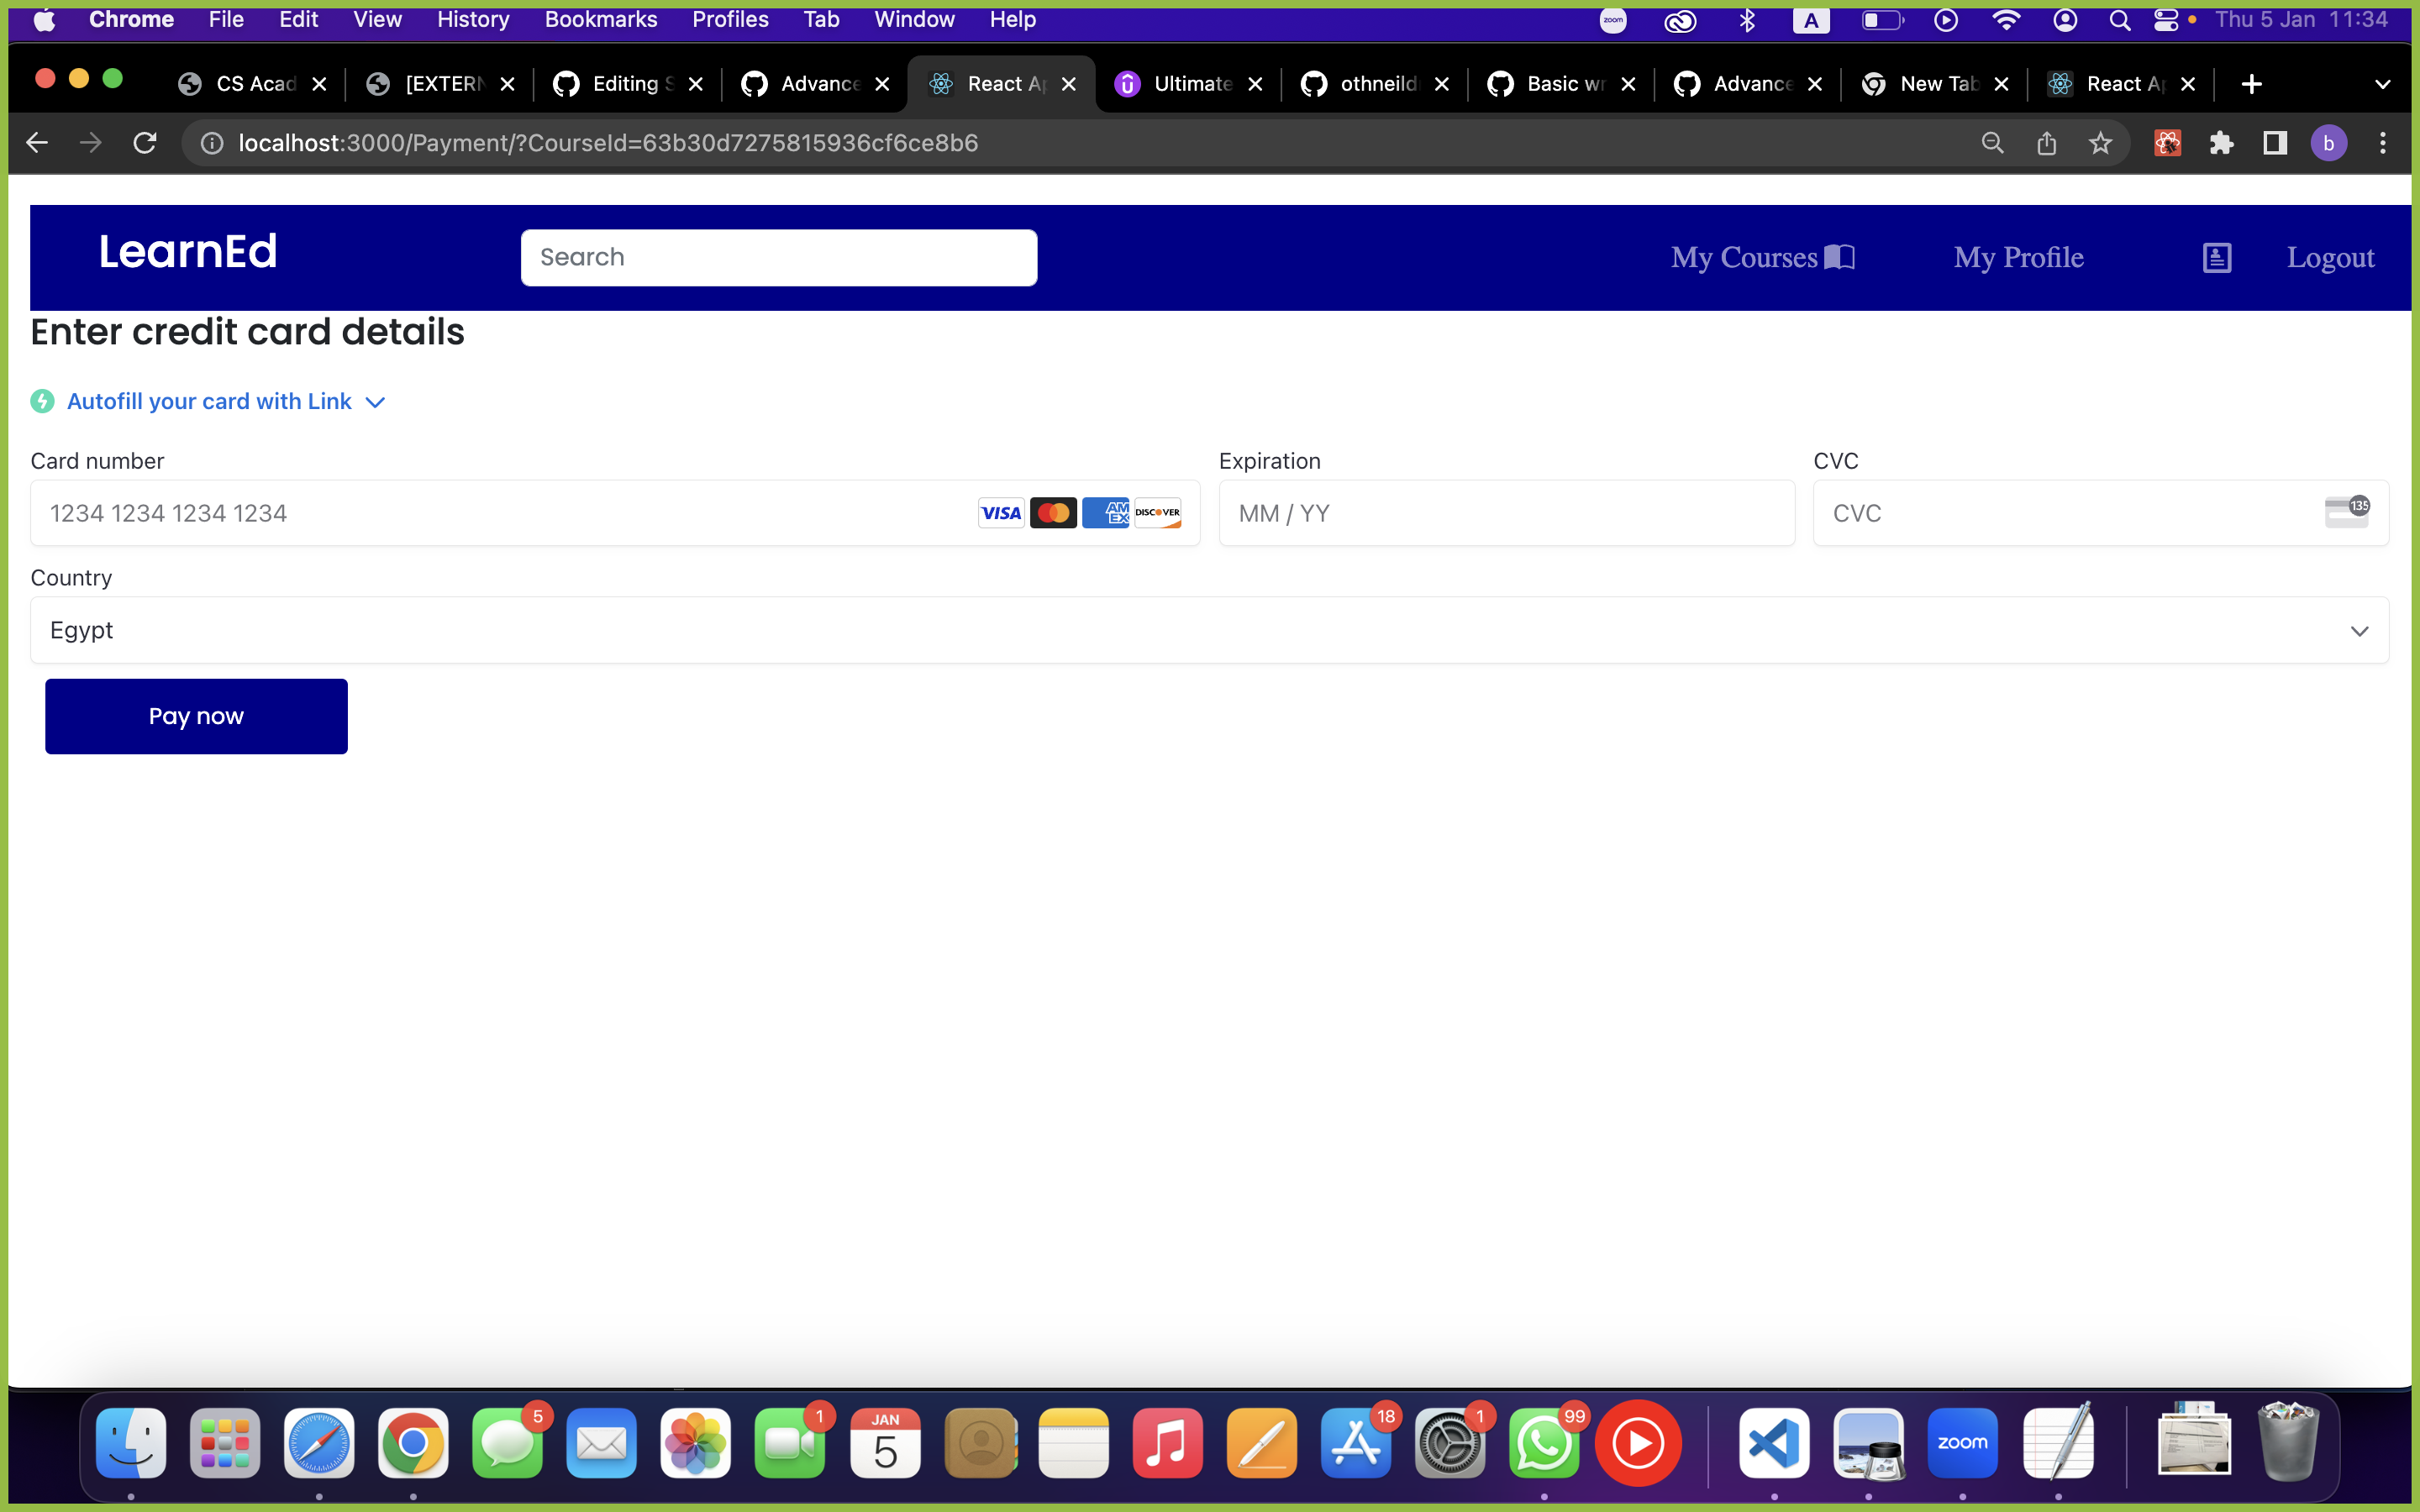 Chrome File Edit View History Bookmarks Profiles Tab Window Help zoom A Thu 5 Jan 11:34
CS Acad [EXTERN Editing S Advance React Ap Ultimate othneild Basic wr Advance New Tab React Ap
localhost:3000/Payment/?CourseId=63b30d7275815936cf6ce8b6 b
LearnEd Search My Courses My Profile Logout
Enter credit card details
Autofill your card with Link
Card number Expiration CVC
1234 1234 1234 1234 VISA AM EX DISCOVER MM / YY CVC 135
Country
Egypt
Pay now
5 1 JAN 5 18 1 99 zoom